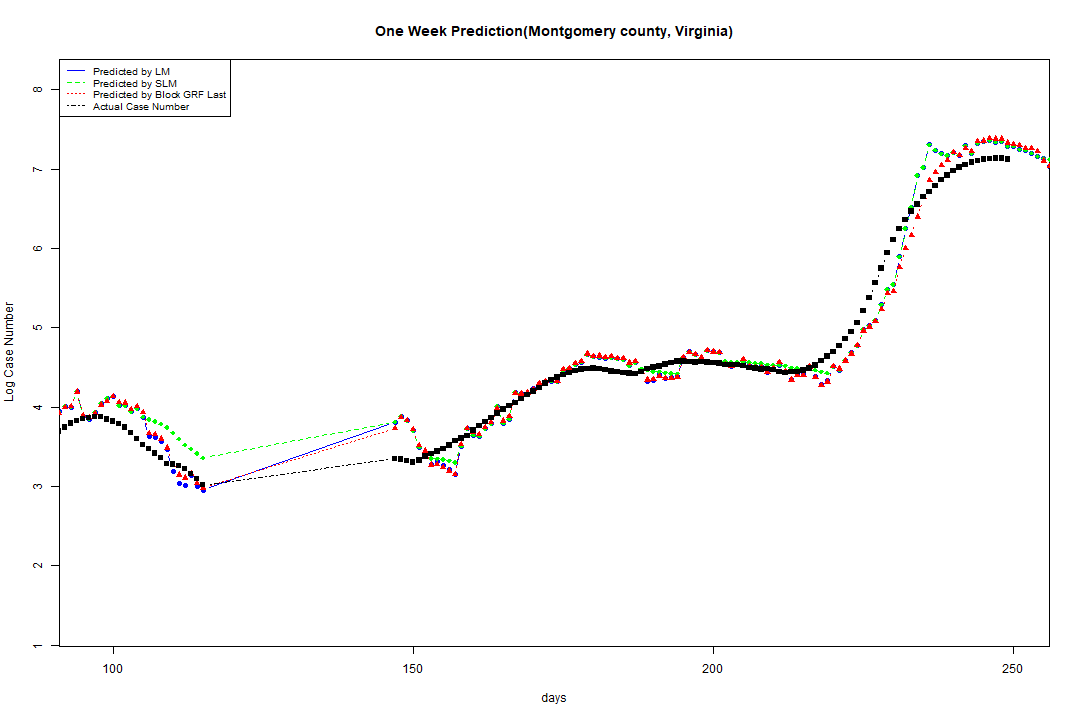 One Week Prediction(Montgomery county, Virginia)
Predicted by LM
Predicted by SLM
Predicted by Block GRF Last
Actual Case Number
8
7
6
5
4
3
2
1
Log Case Number
100
150
200
250
days